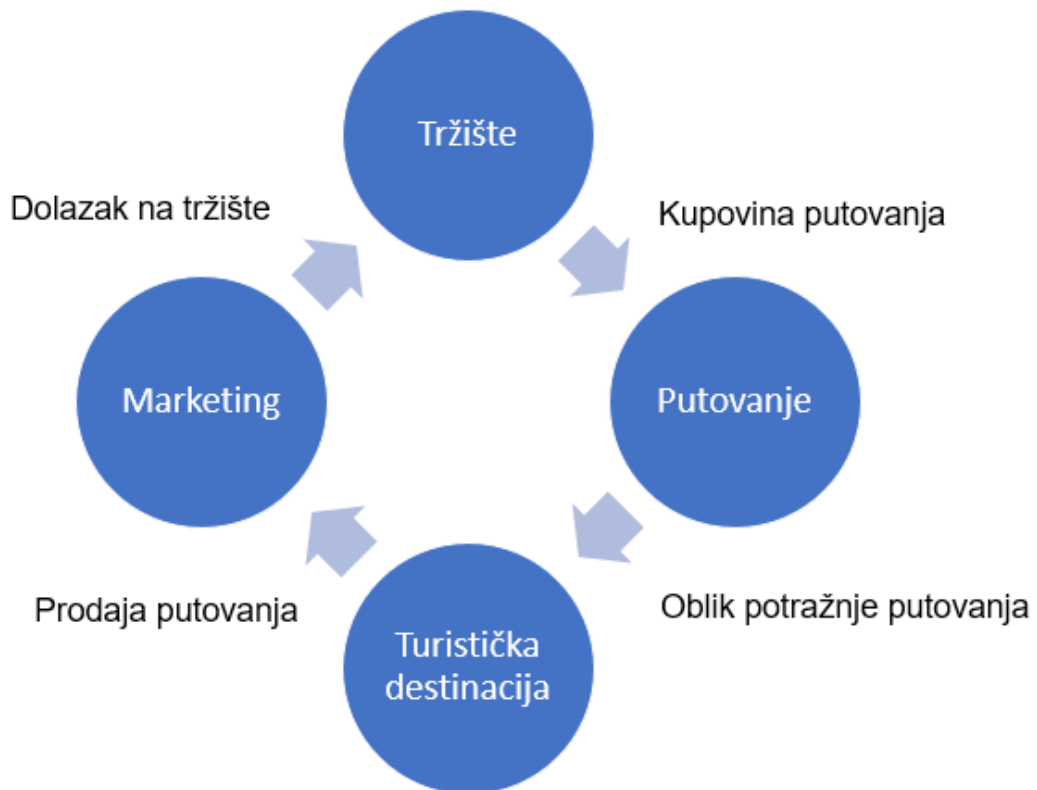 Tržište
Dolazak na tržište
Kupovina putovanja
Marketing
Putovanje
Prodaja putovanja
Oblik potražnje putovanja
Turistička
destinacija